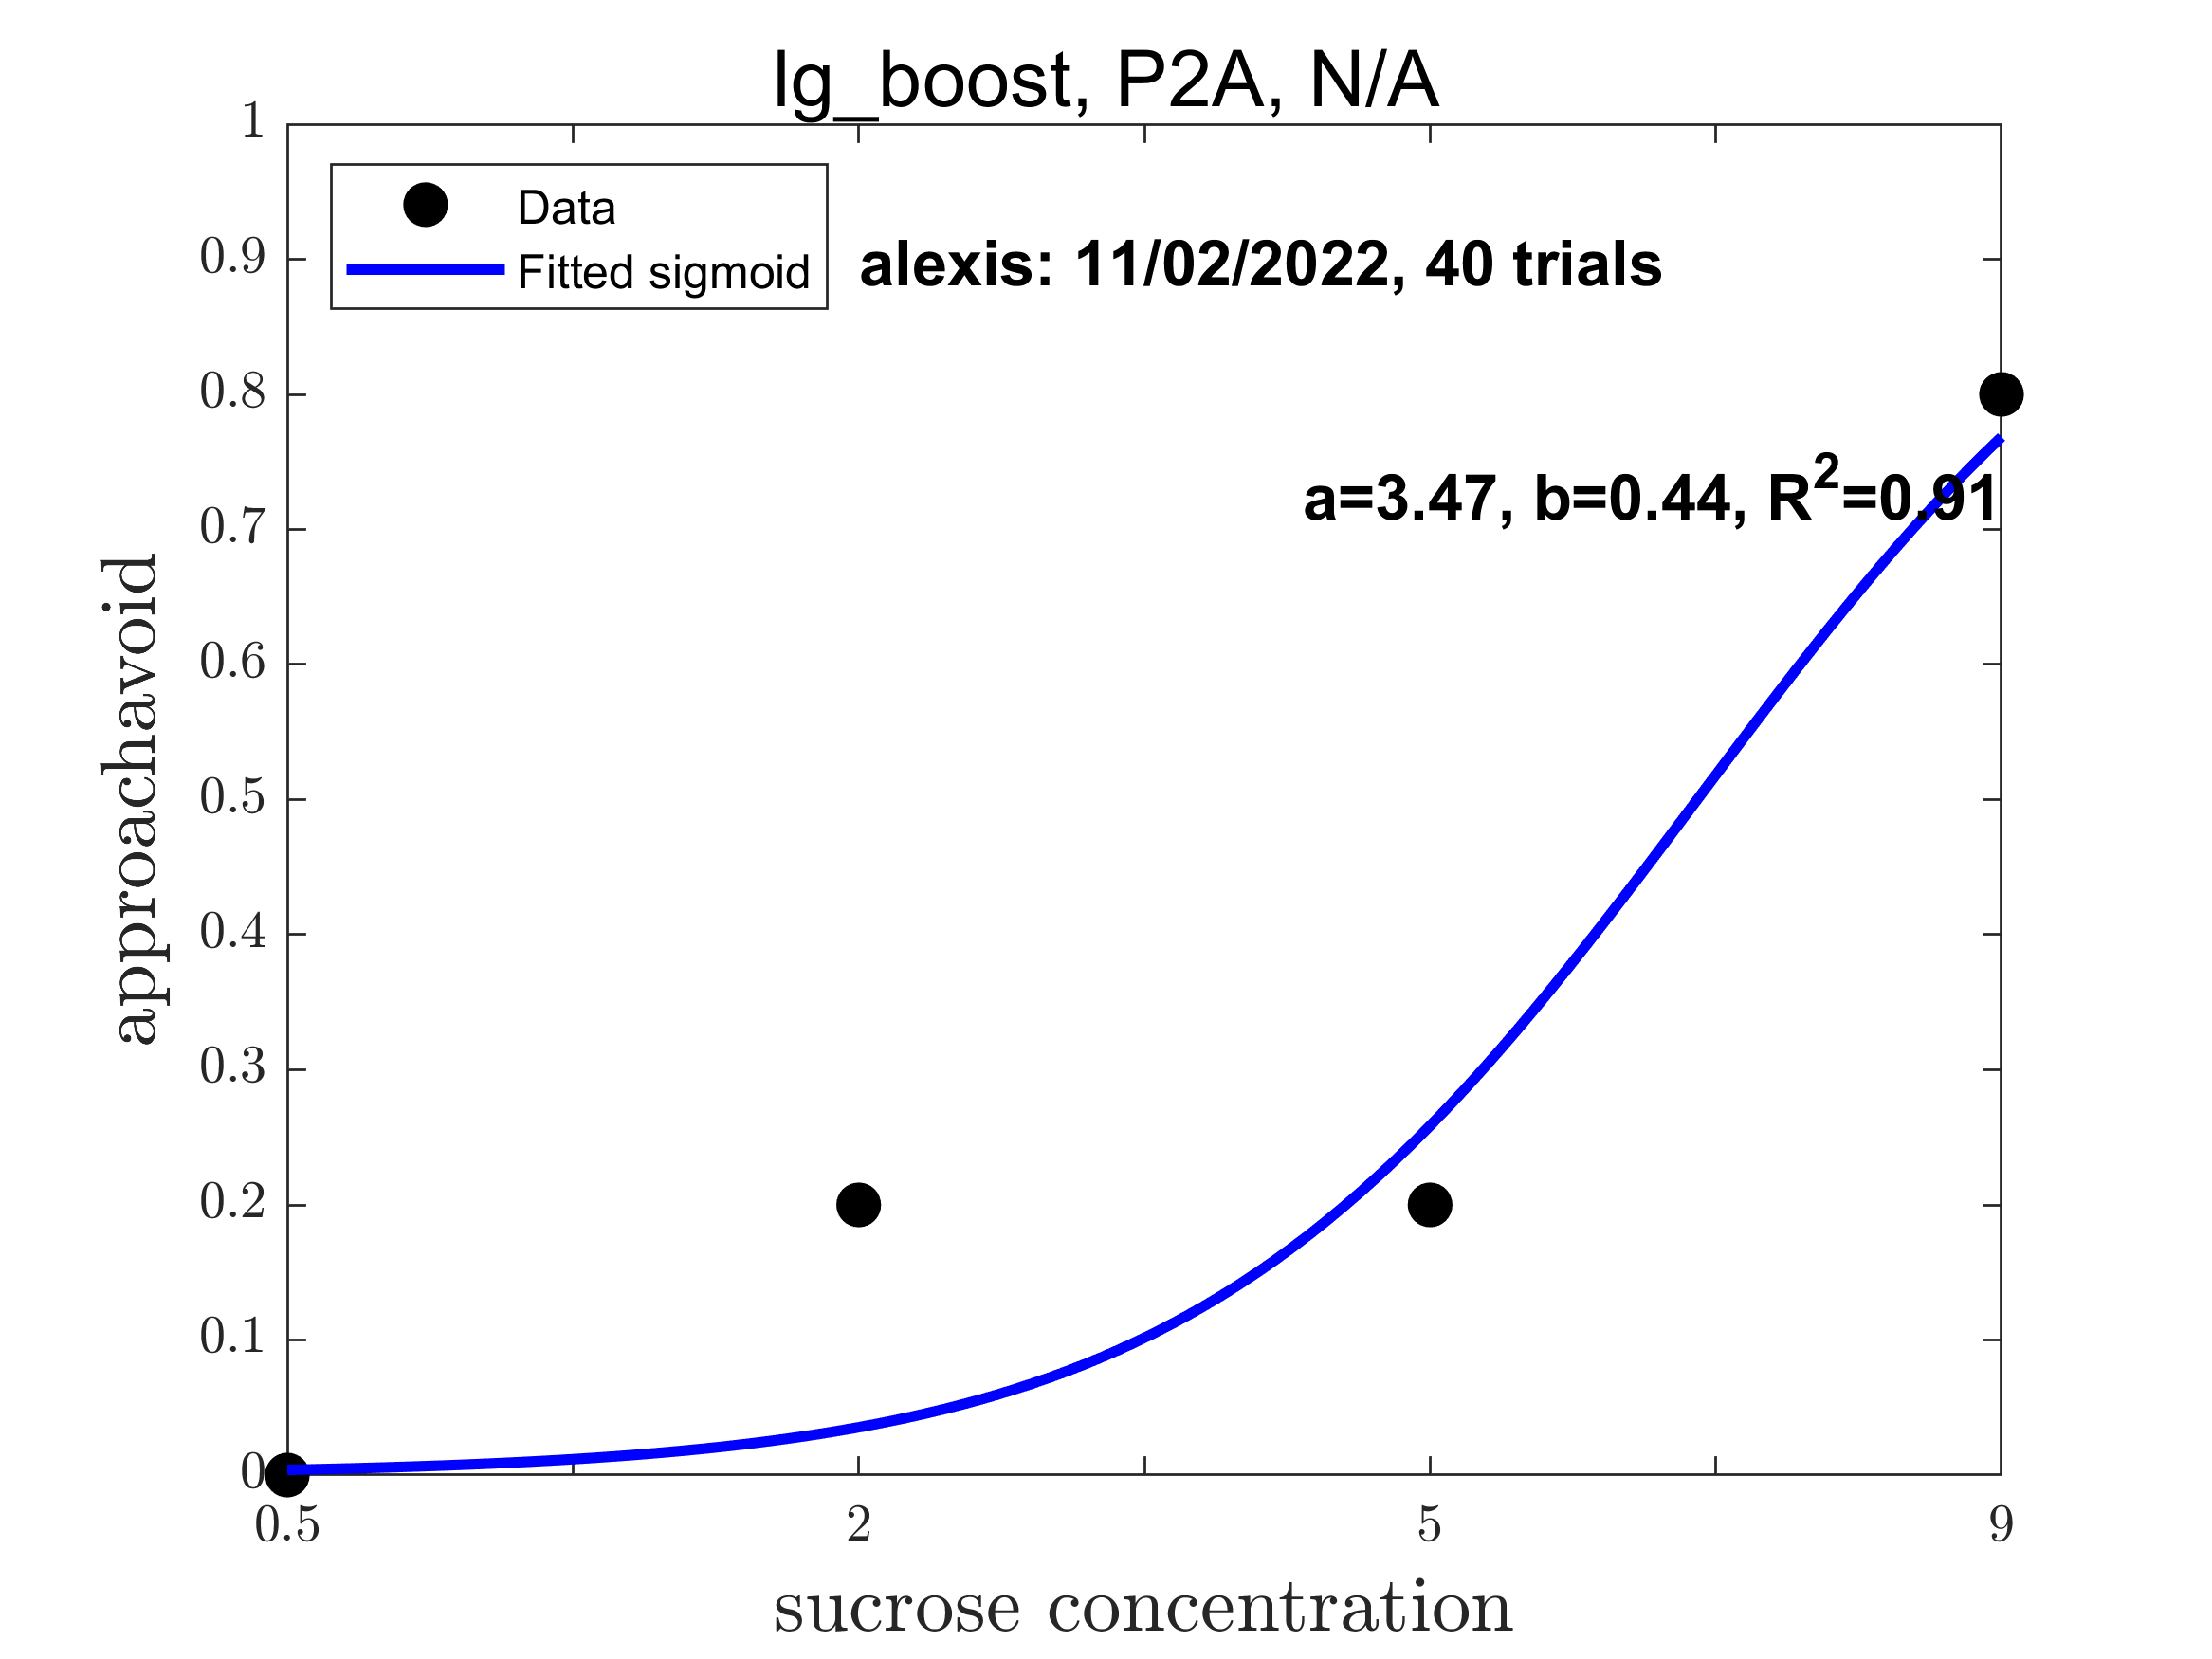 lg_boost, P2A, N/A
1
Data
Fitted sigmoid
0.9
alexis: 11/02/2022, 40 trials
0.8
a=3.47, b=0.44, R²=0.91
0.7
0.6
0.5
0.4
0.3
0.2
0.1
0
approachavoid
0.5 2 5 9
sucrose concentration